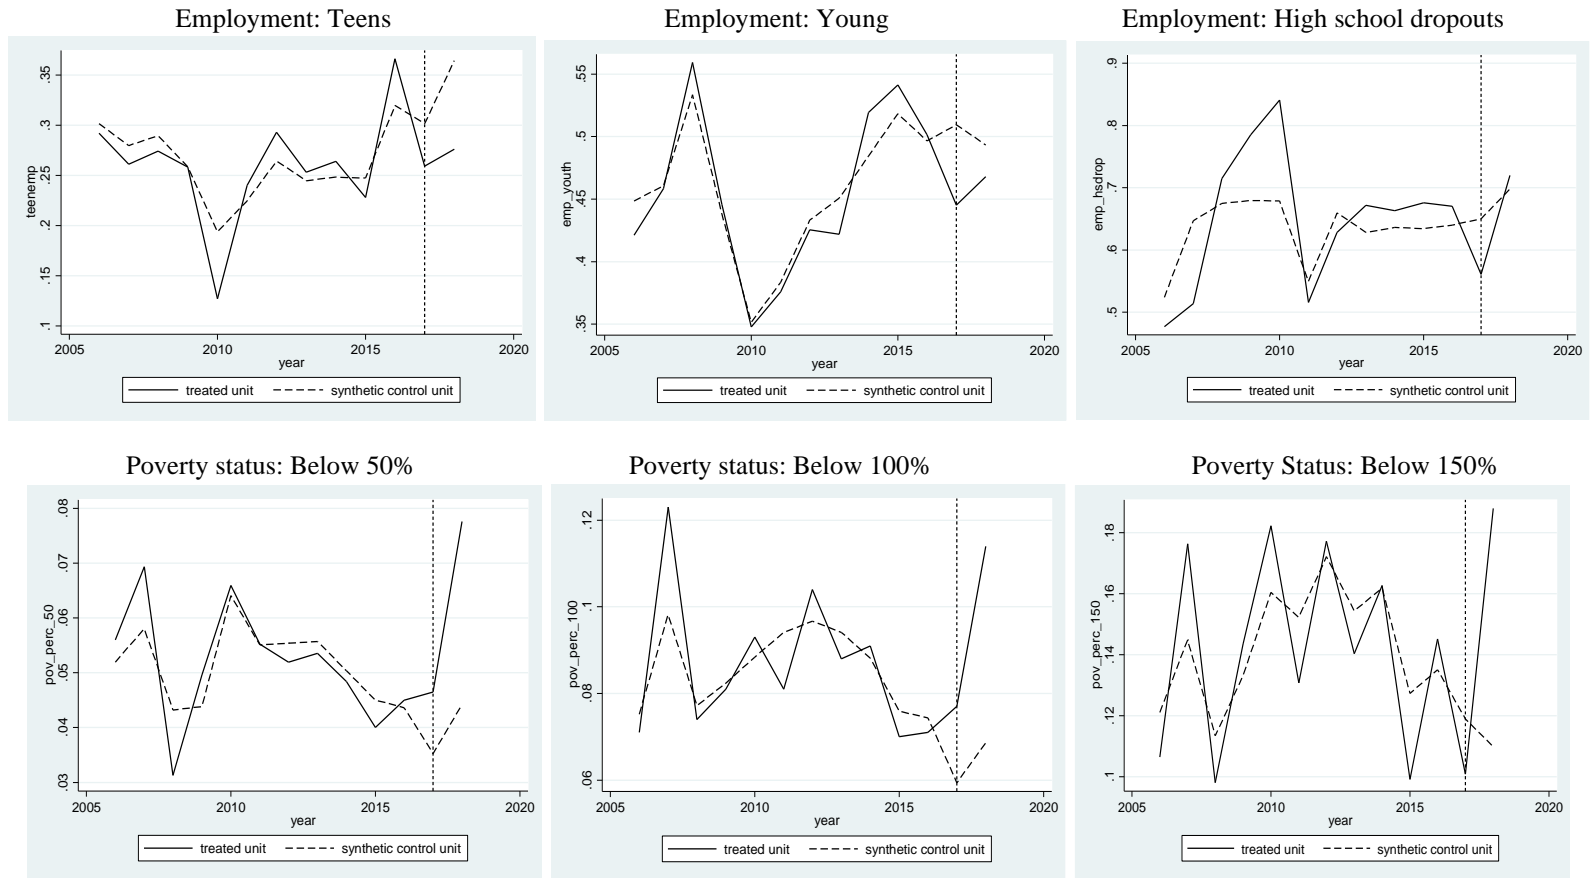 Employment: Teens
.35
.3
.25
.2
.15
.1
teenemp
2005 2010 2015 2020
year
treated unit synthetic control unit
Employment: Young
.55
.5
.45
.4
.35
emp_youth
2005 2010 2015 2020
year
treated unit synthetic control unit
Employment: High school dropouts
.9
.8
.7
.6
.5
emp_hsdrop
2005 2010 2015 2020
year
treated unit synthetic control unit
Poverty status: Below 50%
.08
.07
.06
.05
.04
.03
pov_perc_50
2005 2010 2015 2020
year
treated unit synthetic control unit
Poverty status: Below 100%
.12
.1
.08
.06
pov_perc_100
2005 2010 2015 2020
year
treated unit synthetic control unit
Poverty Status: Below 150%
.18
.16
.14
.12
.1
pov_perc_150
2005 2010 2015 2020
year
treated unit synthetic control unit